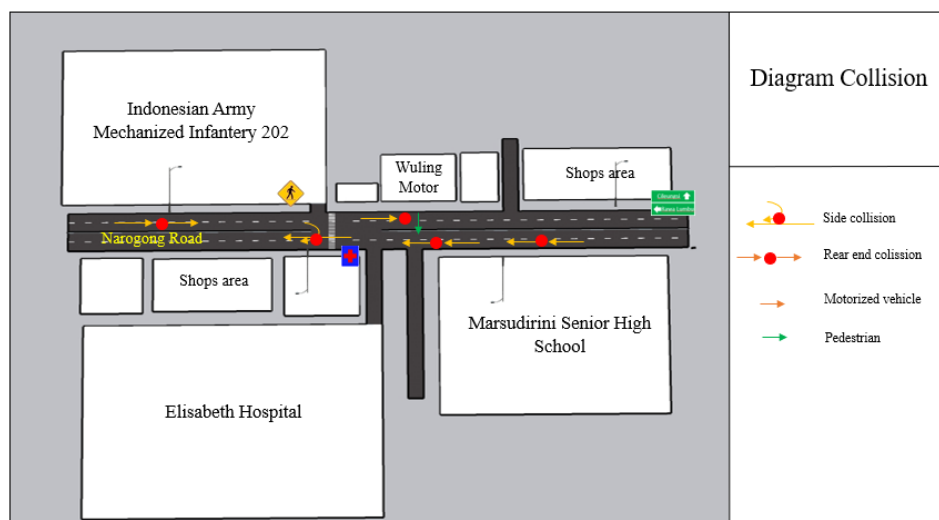 Diagram Collision
Indonesian Army
Mechanized Infantery 202
Wuling
Motor
Shops area
Narogong Road
Shops area
Marsudirini Senior High
School
Elisabeth Hospital
Side collision
Rear end colission
Motorized vehicle
Pedestrian